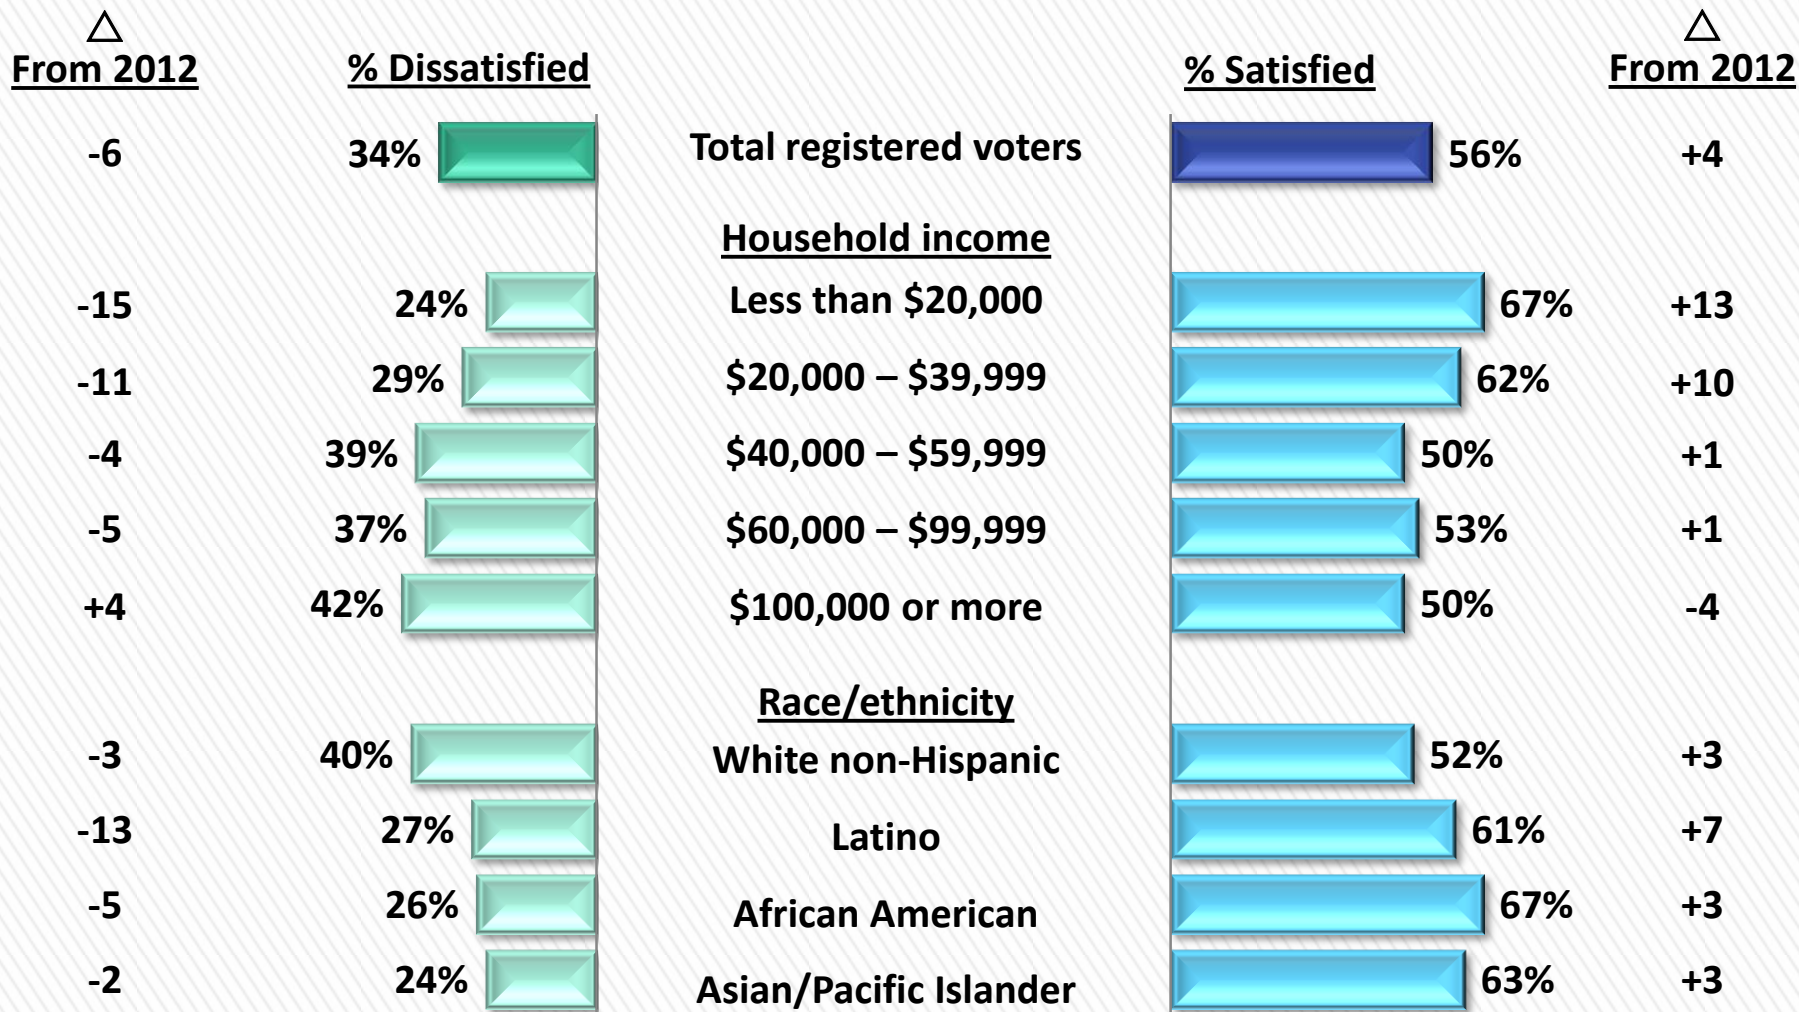 △ △
From 2012 % Dissatisfied % Satisfied From 2012
-6 34% Total registered voters 56% +4
Household income
-15 24% Less than $20,000 67% +13
-11 29% $20,000 – $39,999 62% +10
-4 39% $40,000 – $59,999 50% +1
-5 37% $60,000 – $99,999 53% +1
+4 42% $100,000 or more 50% -4
Race/ethnicity
-3 40% White non-Hispanic 52% +3
-13 27% Latino 61% +7
-5 26% African American 67% +3
-2 24% Asian/Pacific Islander 63% +3